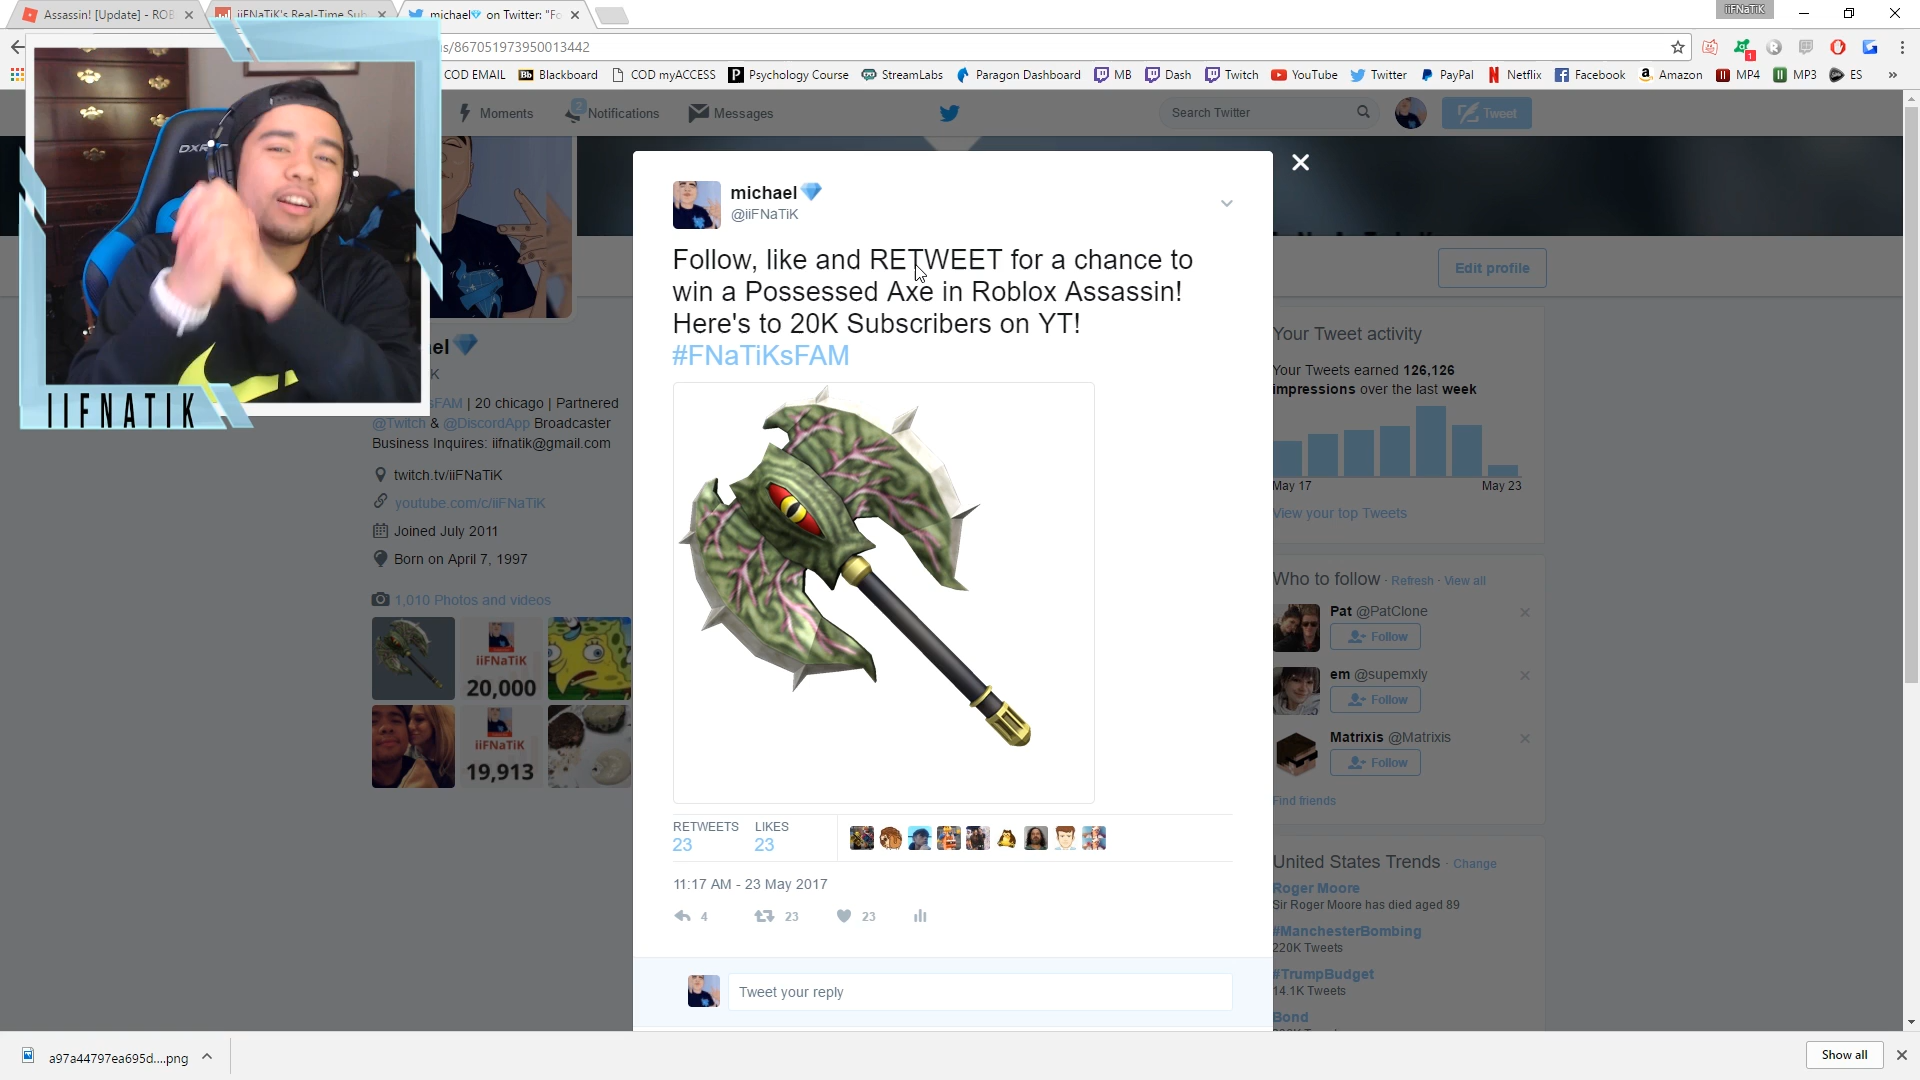 Assassin! [Update] - ROB
iiFNaTiK's Real-Time Sub
michael💎 on Twitter: "Fo
iiFNaTiK
s/867051973950013442
COD EMAIL
Bb Blackboard
COD myACCESS
P Psychology Course
StreamLabs
Paragon Dashboard
MB
Dash
Twitch
YouTube
Twitter
PayPal
N Netflix
Facebook
Amazon
MP4
MP3
ES
»
Moments
2
Notifications
Messages
Search Twitter
Tweet
DXR
IIFNATIK
michael💎
@iiFNaTiK
Follow, like and RETWEET for a chance to
win a Possessed Axe in Roblox Assassin!
Here's to 20K Subscribers on YT!
#FNaTiKsFAM
RETWEETS
23
LIKES
23
11:17 AM - 23 May 2017
4
23
23
Tweet your reply
el💎
K
sFAM | 20 chicago | Partnered
@Twitch & @DiscordApp Broadcaster
Business Inquires: iifnatik@gmail.com
twitch.tv/iiFNaTiK
youtube.com/c/iiFNaTiK
Joined July 2011
Born on April 7, 1997
1,010 Photos and videos
iiFNaTiK
20,000
iiFNaTiK
19,913
Edit profile
Your Tweet activity
Your Tweets earned 126,126
impressions over the last week
May 17
May 23
View your top Tweets
Who to follow · Refresh · View all
Pat @PatClone
Follow
em @supemxly
Follow
Matrixis @Matrixis
Follow
Find friends
United States Trends · Change
Roger Moore
Sir Roger Moore has died aged 89
#ManchesterBombing
220K Tweets
#TrumpBudget
14.1K Tweets
Bond
a97a44797ea695d....png
Show all